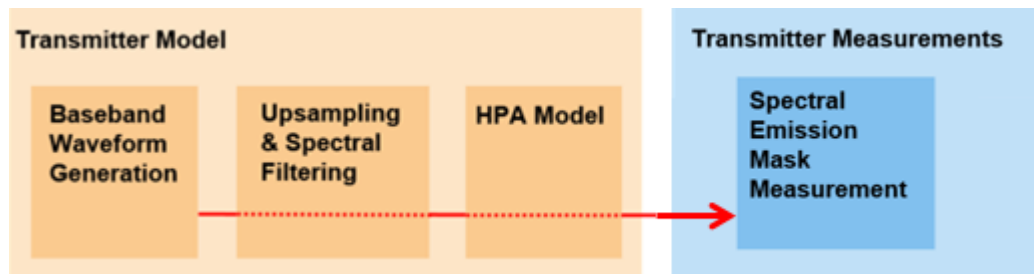 Transmitter Model
Baseband
Waveform
Generation
Upsampling
& Spectral
Filtering
HPA Model
Transmitter Measurements
Spectral
Emission
Mask
Measurement